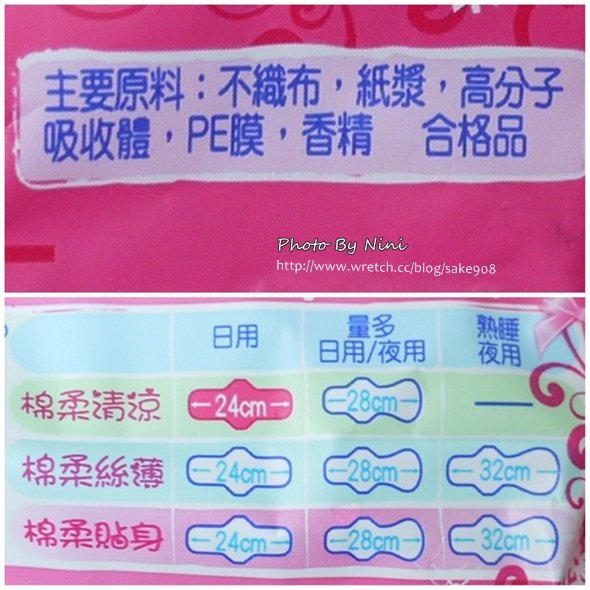 主要原料：不織布，紙漿，高分子
吸收體，PE膜，香精　合格品
Photo By Nini
http://www.wretch.cc/blog/sake908
日用
量多
日用/夜用
熟睡
夜用
棉柔清涼
24cm
28cm
棉柔絲薄
24cm
28cm
32cm
棉柔貼身
24cm
28cm
32cm